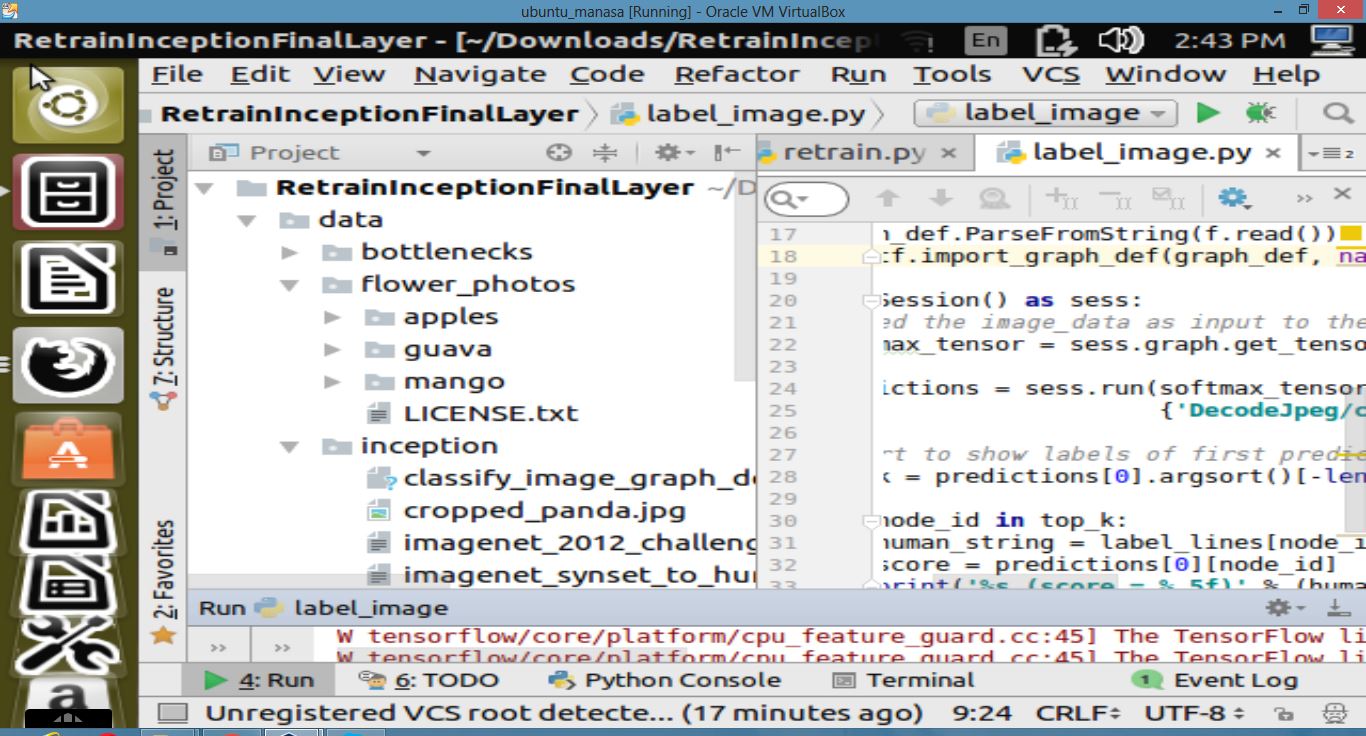 ubuntu_manasa [Running] - Oracle VM VirtualBox
RetrainInceptionFinalLayer - [~/Downloads/RetrainIncep En 2:43 PM
File Edit View Navigate Code Refactor Run Tools VCS Window Help
RetrainInceptionFinalLayer label_image.py label_image
1: Project
7: Structure
2: Favorites
Project
RetrainInceptionFinalLayer ~/D
data
bottlenecks
flower_photos
apples
guava
mango
LICENSE.txt
inception
classify_image_graph_de
cropped_panda.jpg
imagenet_2012_challeng
imagenet_synset_to_hu
retrain.py label_image.py 2
17 _def.ParseFromString(f.read())
18 f.import_graph_def(graph_def, na
19
20 Session() as sess:
21 ed the image_data as input to the
22 max_tensor = sess.graph.get_tenso
23
24 ictions = sess.run(softmax_tensor
25 {'DecodeJpeg/c
26
27 rt to show labels of first predic
28 k = predictions[0].argsort()[-len
29
30 node_id in top_k:
31 human_string = label_lines[node_i
32 score = predictions[0][node_id]
33 print('%s (score = %.5f)' % (huma
Run label_image
W tensorflow/core/platform/cpu_feature_guard.cc:45] The TensorFlow li
W tensorflow/core/platform/cpu_feature_guard.cc:45] The TensorFlow li
4: Run 6: TODO Python Console Terminal 1 Event Log
Unregistered VCS root detecte... (17 minutes ago) 9:24 CRLF UTF-8